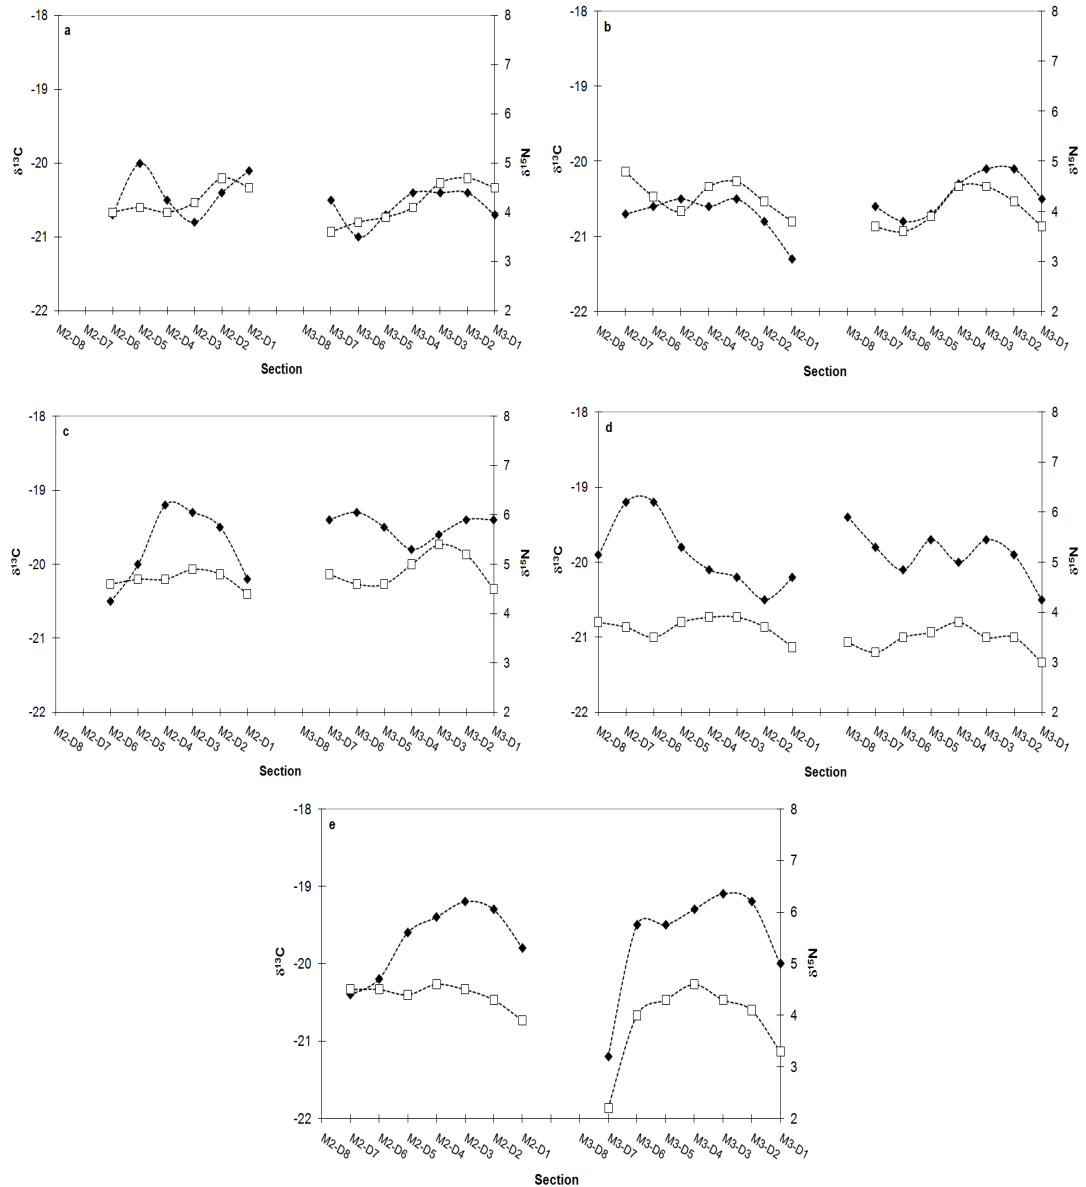 a
-18
-19
-20
-21
-22
δ¹³C
8
7
6
5
4
3
2
δ¹⁵N
M2-D8
M2-D7
M2-D6
M2-D5
M2-D4
M2-D3
M2-D2
M2-D1
M3-D8
M3-D7
M3-D6
M3-D5
M3-D4
M3-D3
M3-D2
M3-D1
Section
b
-18
-19
-20
-21
-22
δ¹³C
8
7
6
5
4
3
2
δ¹⁵N
M2-D8
M2-D7
M2-D6
M2-D5
M2-D4
M2-D3
M2-D2
M2-D1
M3-D8
M3-D7
M3-D6
M3-D5
M3-D4
M3-D3
M3-D2
M3-D1
Section
c
-18
-19
-20
-21
-22
δ¹³C
8
7
6
5
4
3
2
δ¹⁵N
M2-D8
M2-D7
M2-D6
M2-D5
M2-D4
M2-D3
M2-D2
M2-D1
M3-D8
M3-D7
M3-D6
M3-D5
M3-D4
M3-D3
M3-D2
M3-D1
Section
d
-18
-19
-20
-21
-22
δ¹³C
8
7
6
5
4
3
2
δ¹⁵N
M2-D8
M2-D7
M2-D6
M2-D5
M2-D4
M2-D3
M2-D2
M2-D1
M3-D8
M3-D7
M3-D6
M3-D5
M3-D4
M3-D3
M3-D2
M3-D1
Section
e
-18
-19
-20
-21
-22
δ¹³C
8
7
6
5
4
3
2
δ¹⁵N
M2-D8
M2-D7
M2-D6
M2-D5
M2-D4
M2-D3
M2-D2
M2-D1
M3-D8
M3-D7
M3-D6
M3-D5
M3-D4
M3-D3
M3-D2
M3-D1
Section